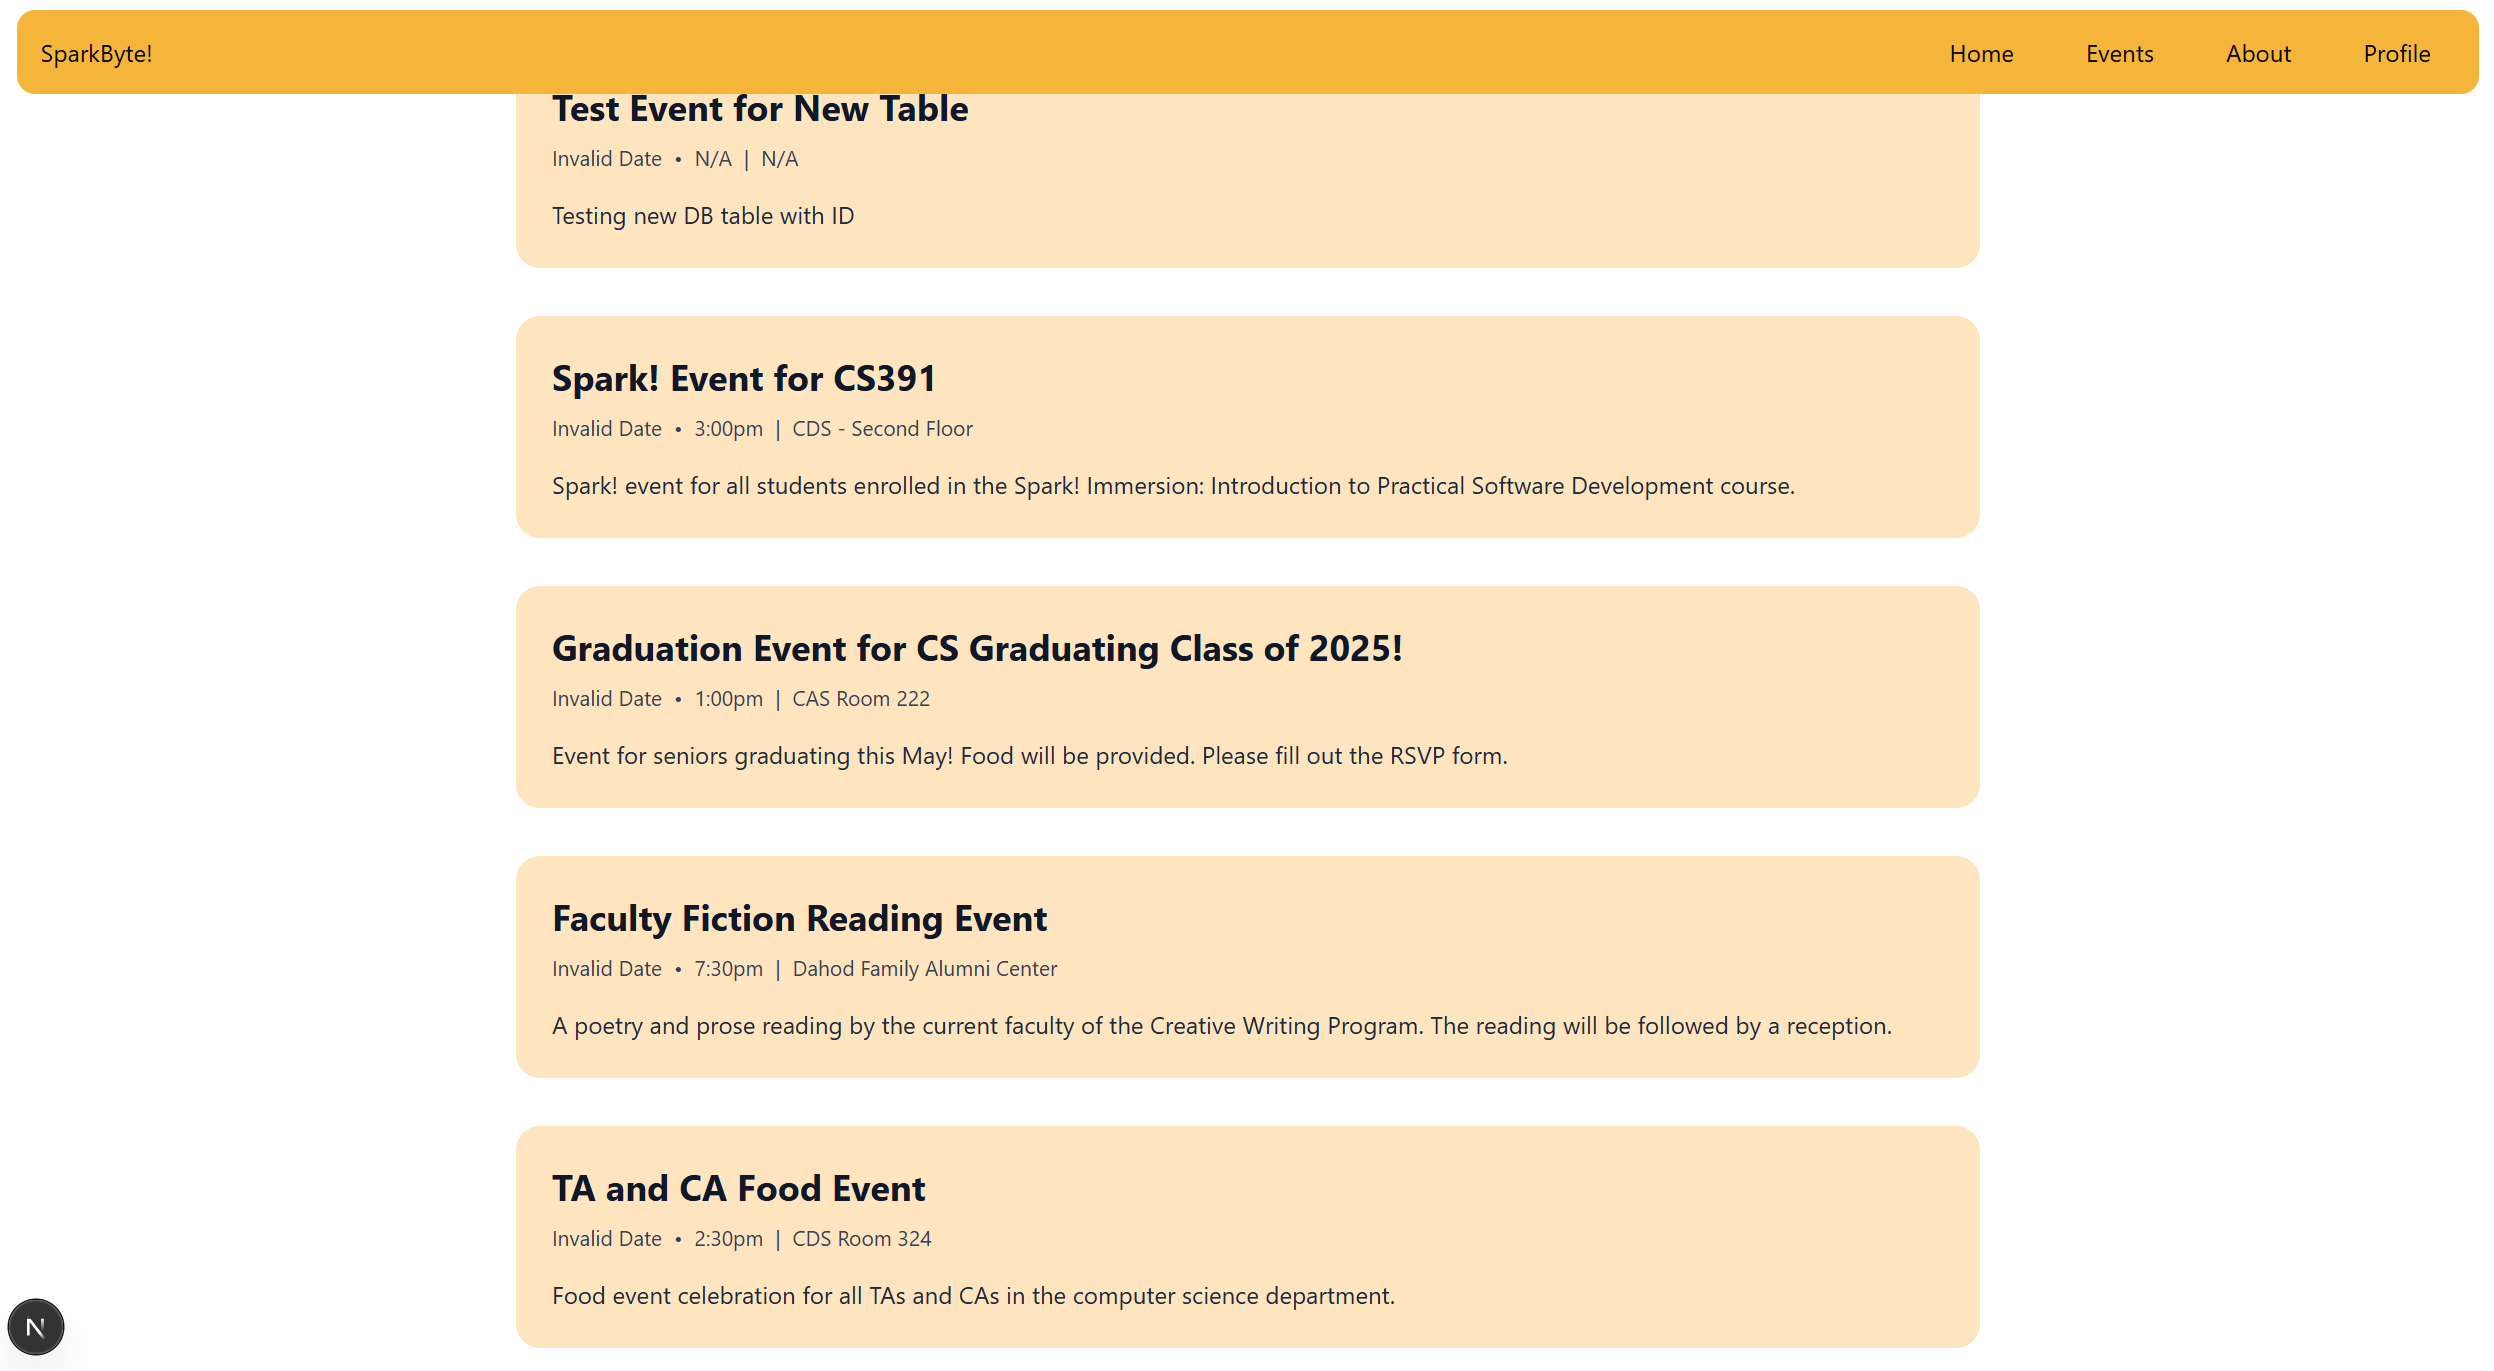 SparkByte! Home Events About Profile
Test Event for New Table
Invalid Date • N/A | N/A
Testing new DB table with ID
Spark! Event for CS391
Invalid Date • 3:00pm | CDS - Second Floor
Spark! event for all students enrolled in the Spark! Immersion: Introduction to Practical Software Development course.
Graduation Event for CS Graduating Class of 2025!
Invalid Date • 1:00pm | CAS Room 222
Event for seniors graduating this May! Food will be provided. Please fill out the RSVP form.
Faculty Fiction Reading Event
Invalid Date • 7:30pm | Dahod Family Alumni Center
A poetry and prose reading by the current faculty of the Creative Writing Program. The reading will be followed by a reception.
TA and CA Food Event
Invalid Date • 2:30pm | CDS Room 324
Food event celebration for all TAs and CAs in the computer science department.
N